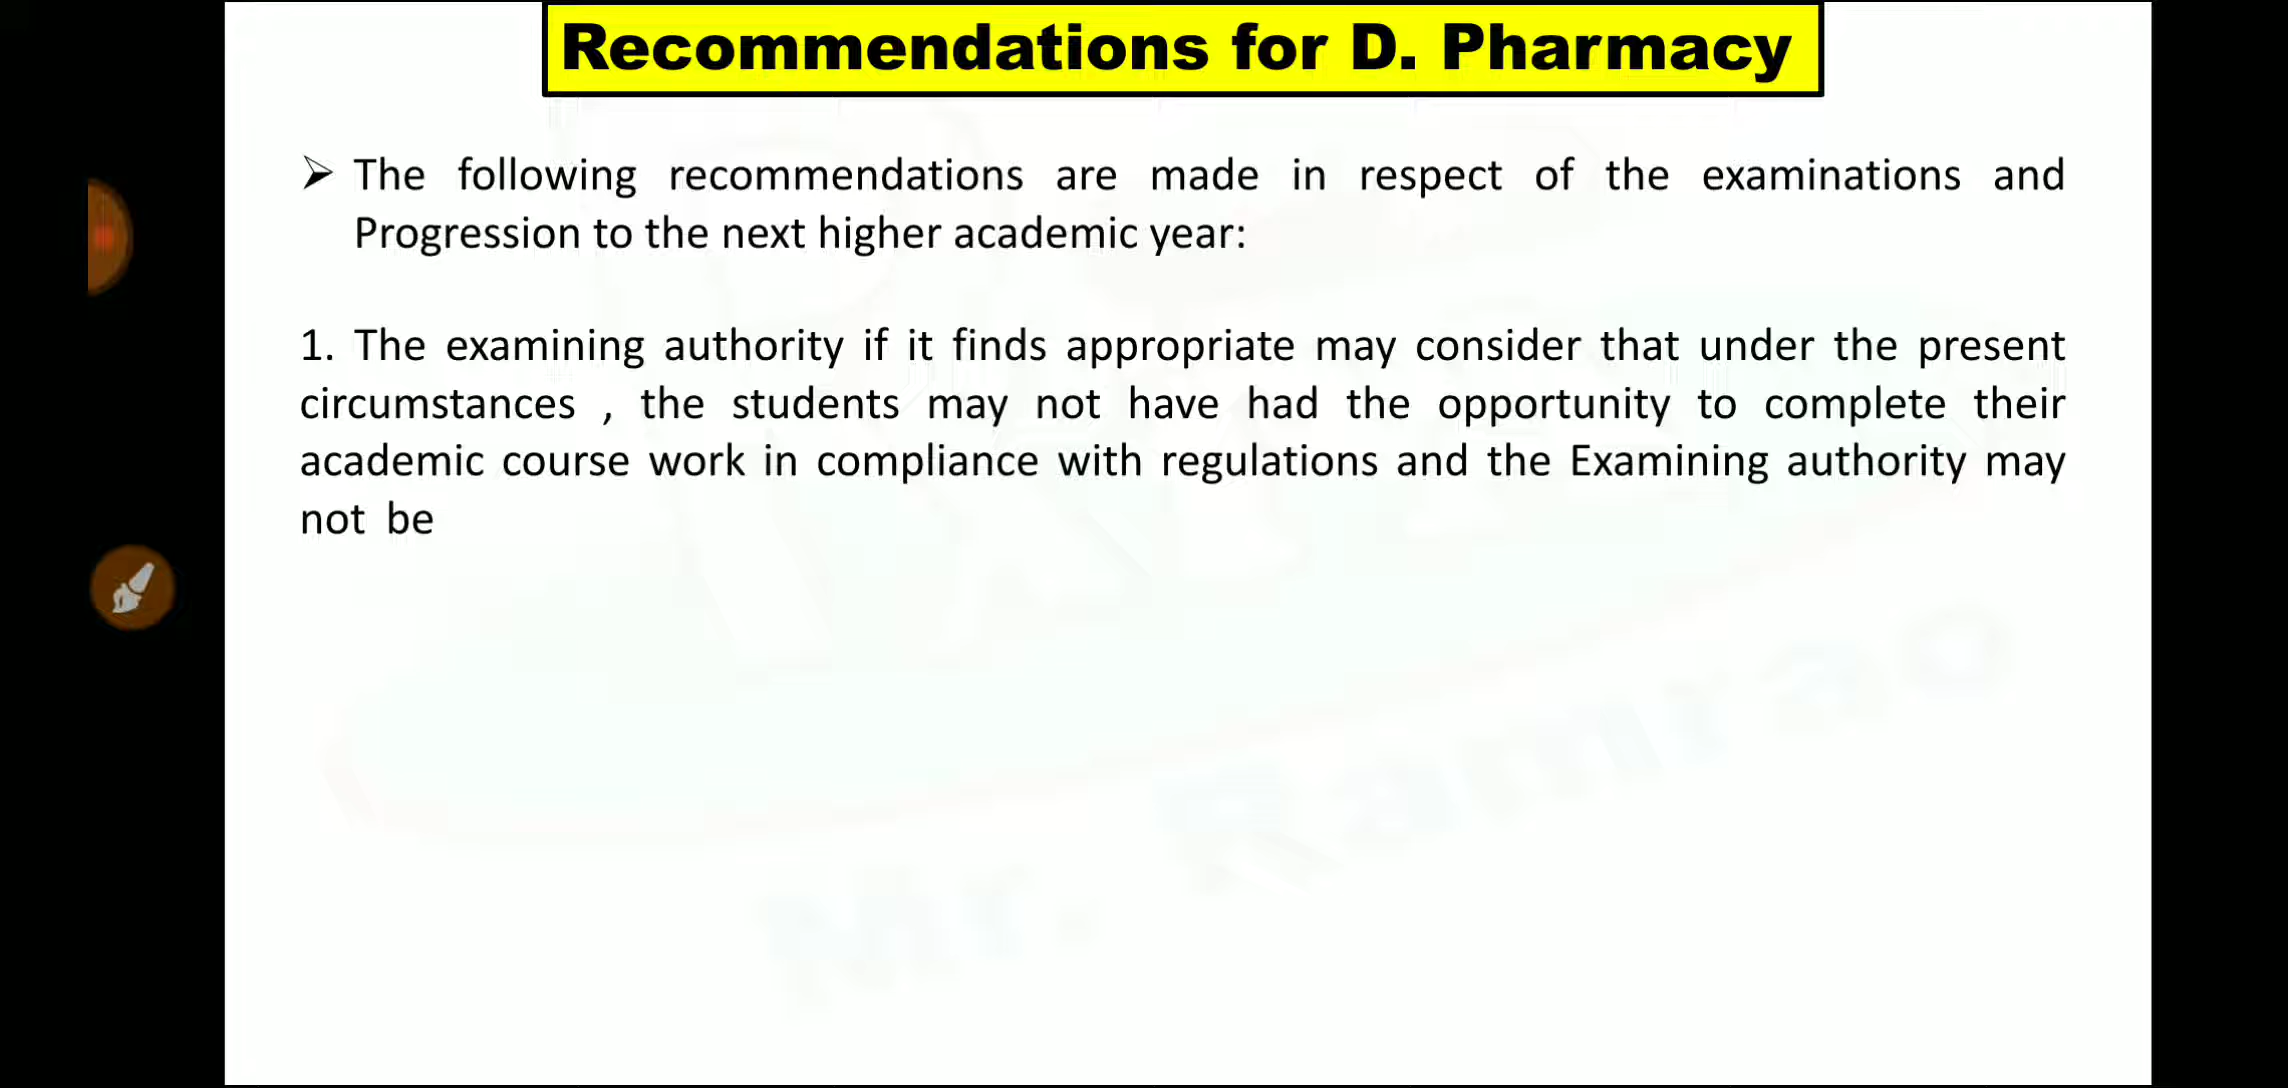 Recommendations for D. Pharmacy
➢ The following recommendations are made in respect of the examinations and
Progression to the next higher academic year:
1. The examining authority if it finds appropriate may consider that under the present
circumstances , the students may not have had the opportunity to complete their
academic course work in compliance with regulations and the Examining authority may
not be
Mr. Ramrao